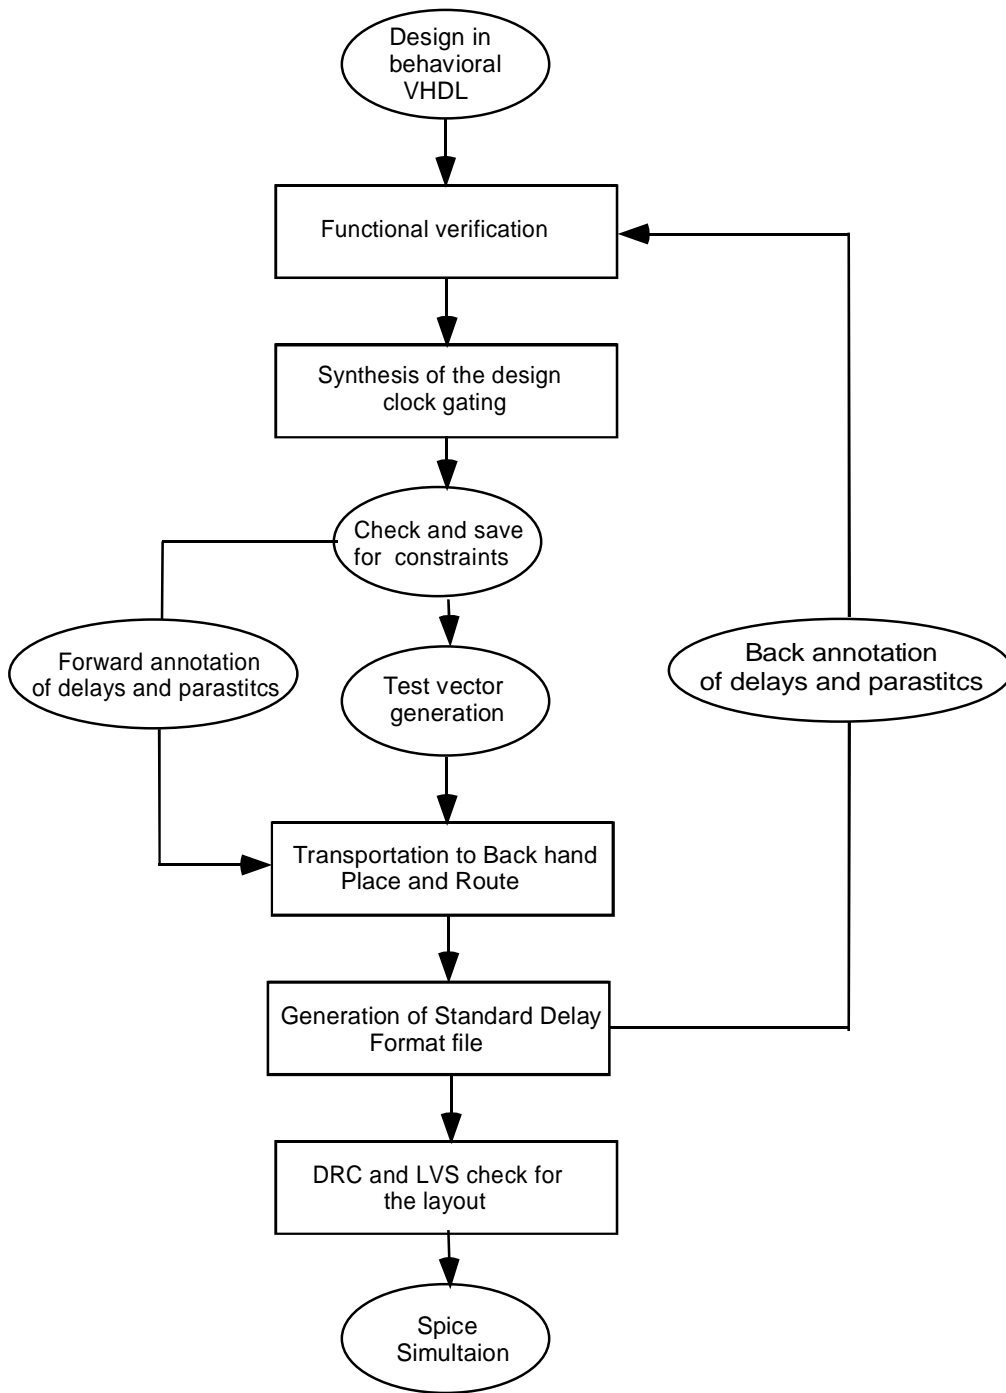 Design in
behavioral
VHDL
Functional verification
Synthesis of the design
clock gating
Check and save
for constraints
Forward annotation
of delays and parastitcs
Test vector
generation
Back annotation
of delays and parastitcs
Transportation to Back hand
Place and Route
Generation of Standard Delay
Format file
DRC and LVS check for
the layout
Spice
Simultaion